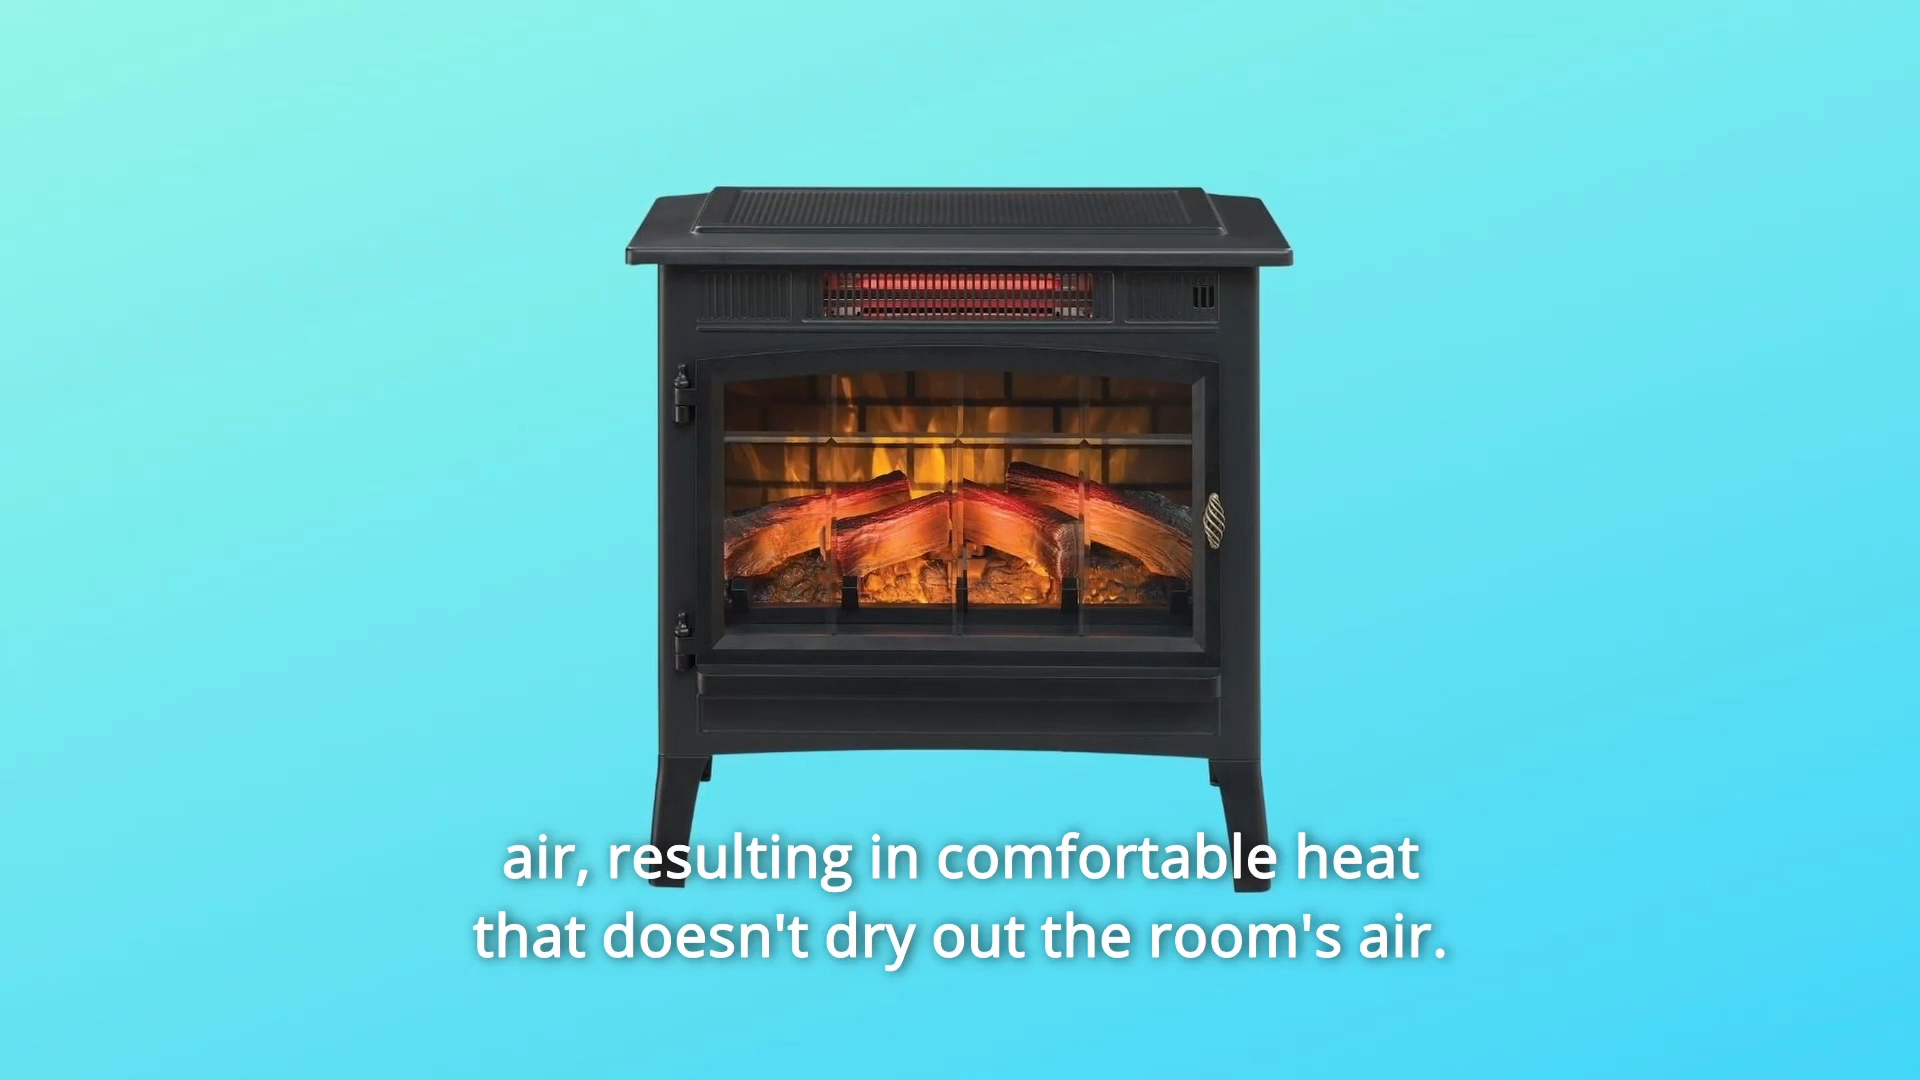 air, resulting in comfortable heat
that doesn't dry out the room's air.